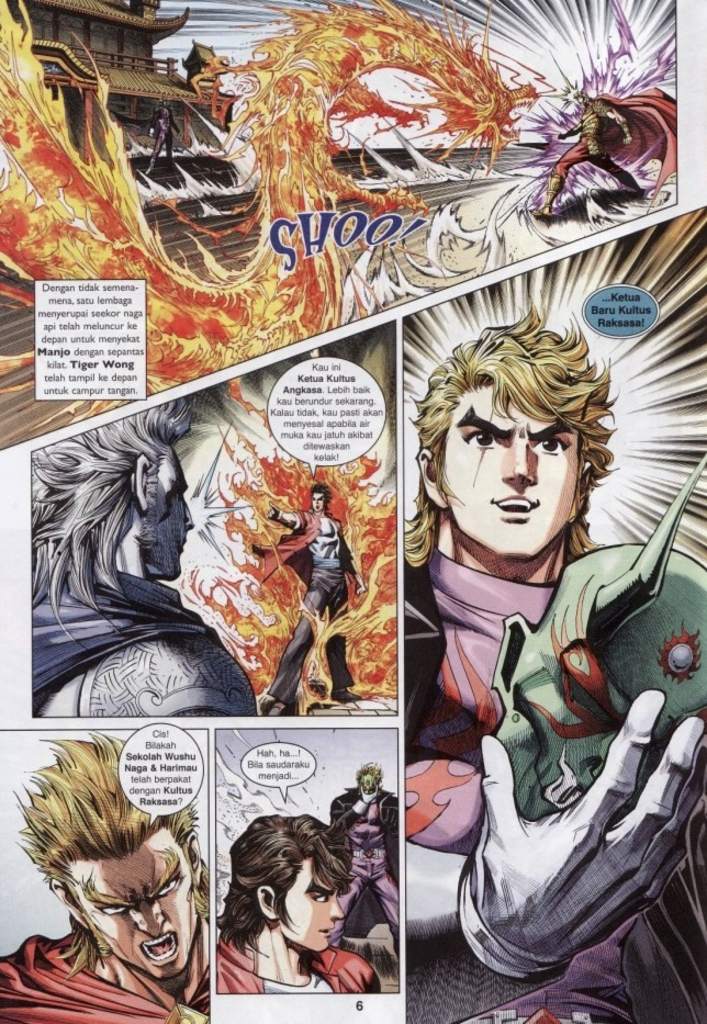 SHOO!
Dengan tidak semena-
mena, satu lembaga
menyerupai seekor naga
api telah meluncur ke
depan untuk menyekat
Manjo dengan sepantas
kilat. Tiger Wong
telah tampil ke depan
untuk campur tangan.
Kau ini
Ketua Kultus
Angkasa. Lebih baik
kau berundur sekarang.
Kalau tidak, kau pasti akan
menyesal apabila air
muka kau jatuh akibat
ditewaskan
kelak!
Cis!
Bilakah
Sekolah Wushu
Naga & Harimau
telah berpakat
dengan Kultus
Raksasa?
Hah, ha...!
Bila saudaraku
menjadi...
...Ketua
Baru Kultus
Raksasa!
6